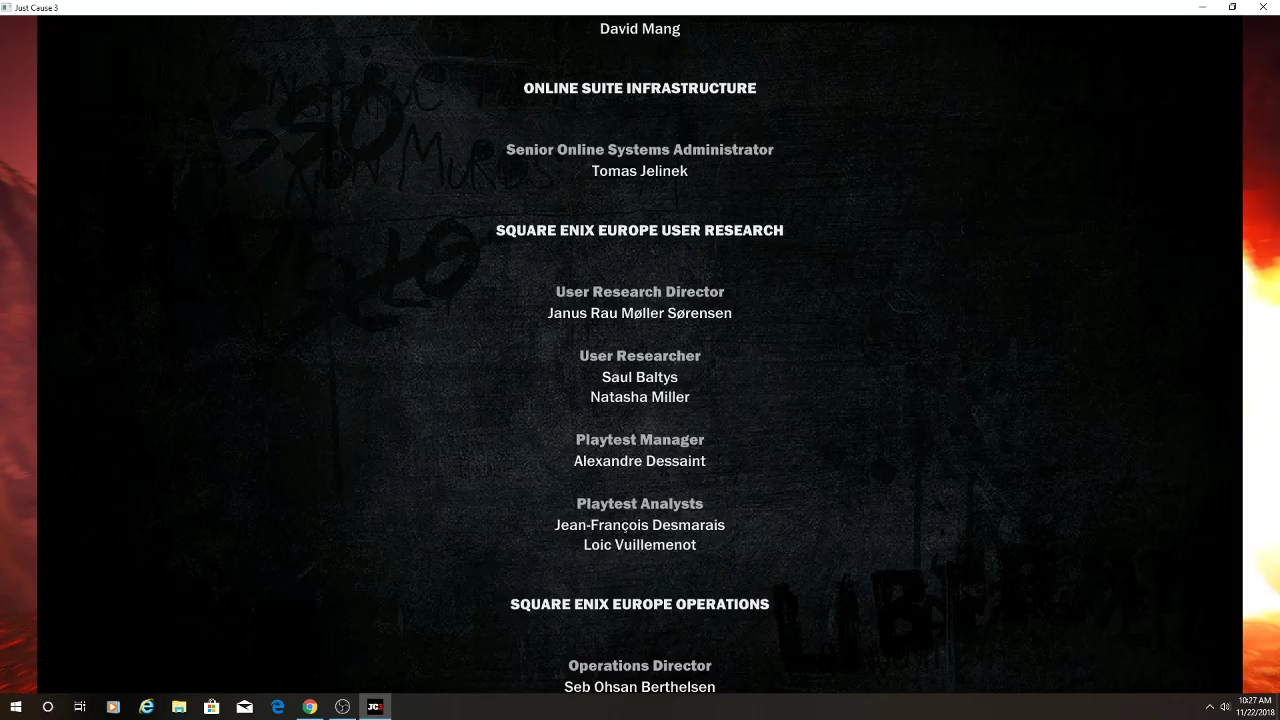 Just Cause 3
David Mang
ONLINE SUITE INFRASTRUCTURE
Senior Online Systems Administrator
Tomas Jelinek
SQUARE ENIX EUROPE USER RESEARCH
User Research Director
Janus Rau Møller Sørensen
User Researcher
Saul Baltys
Natasha Miller
Playtest Manager
Alexandre Dessaint
Playtest Analysts
Jean-François Desmarais
Loic Vuillemenot
SQUARE ENIX EUROPE OPERATIONS
Operations Director
Seb Ohsan Berthelsen
JC3
10:27 AM
11/22/2018